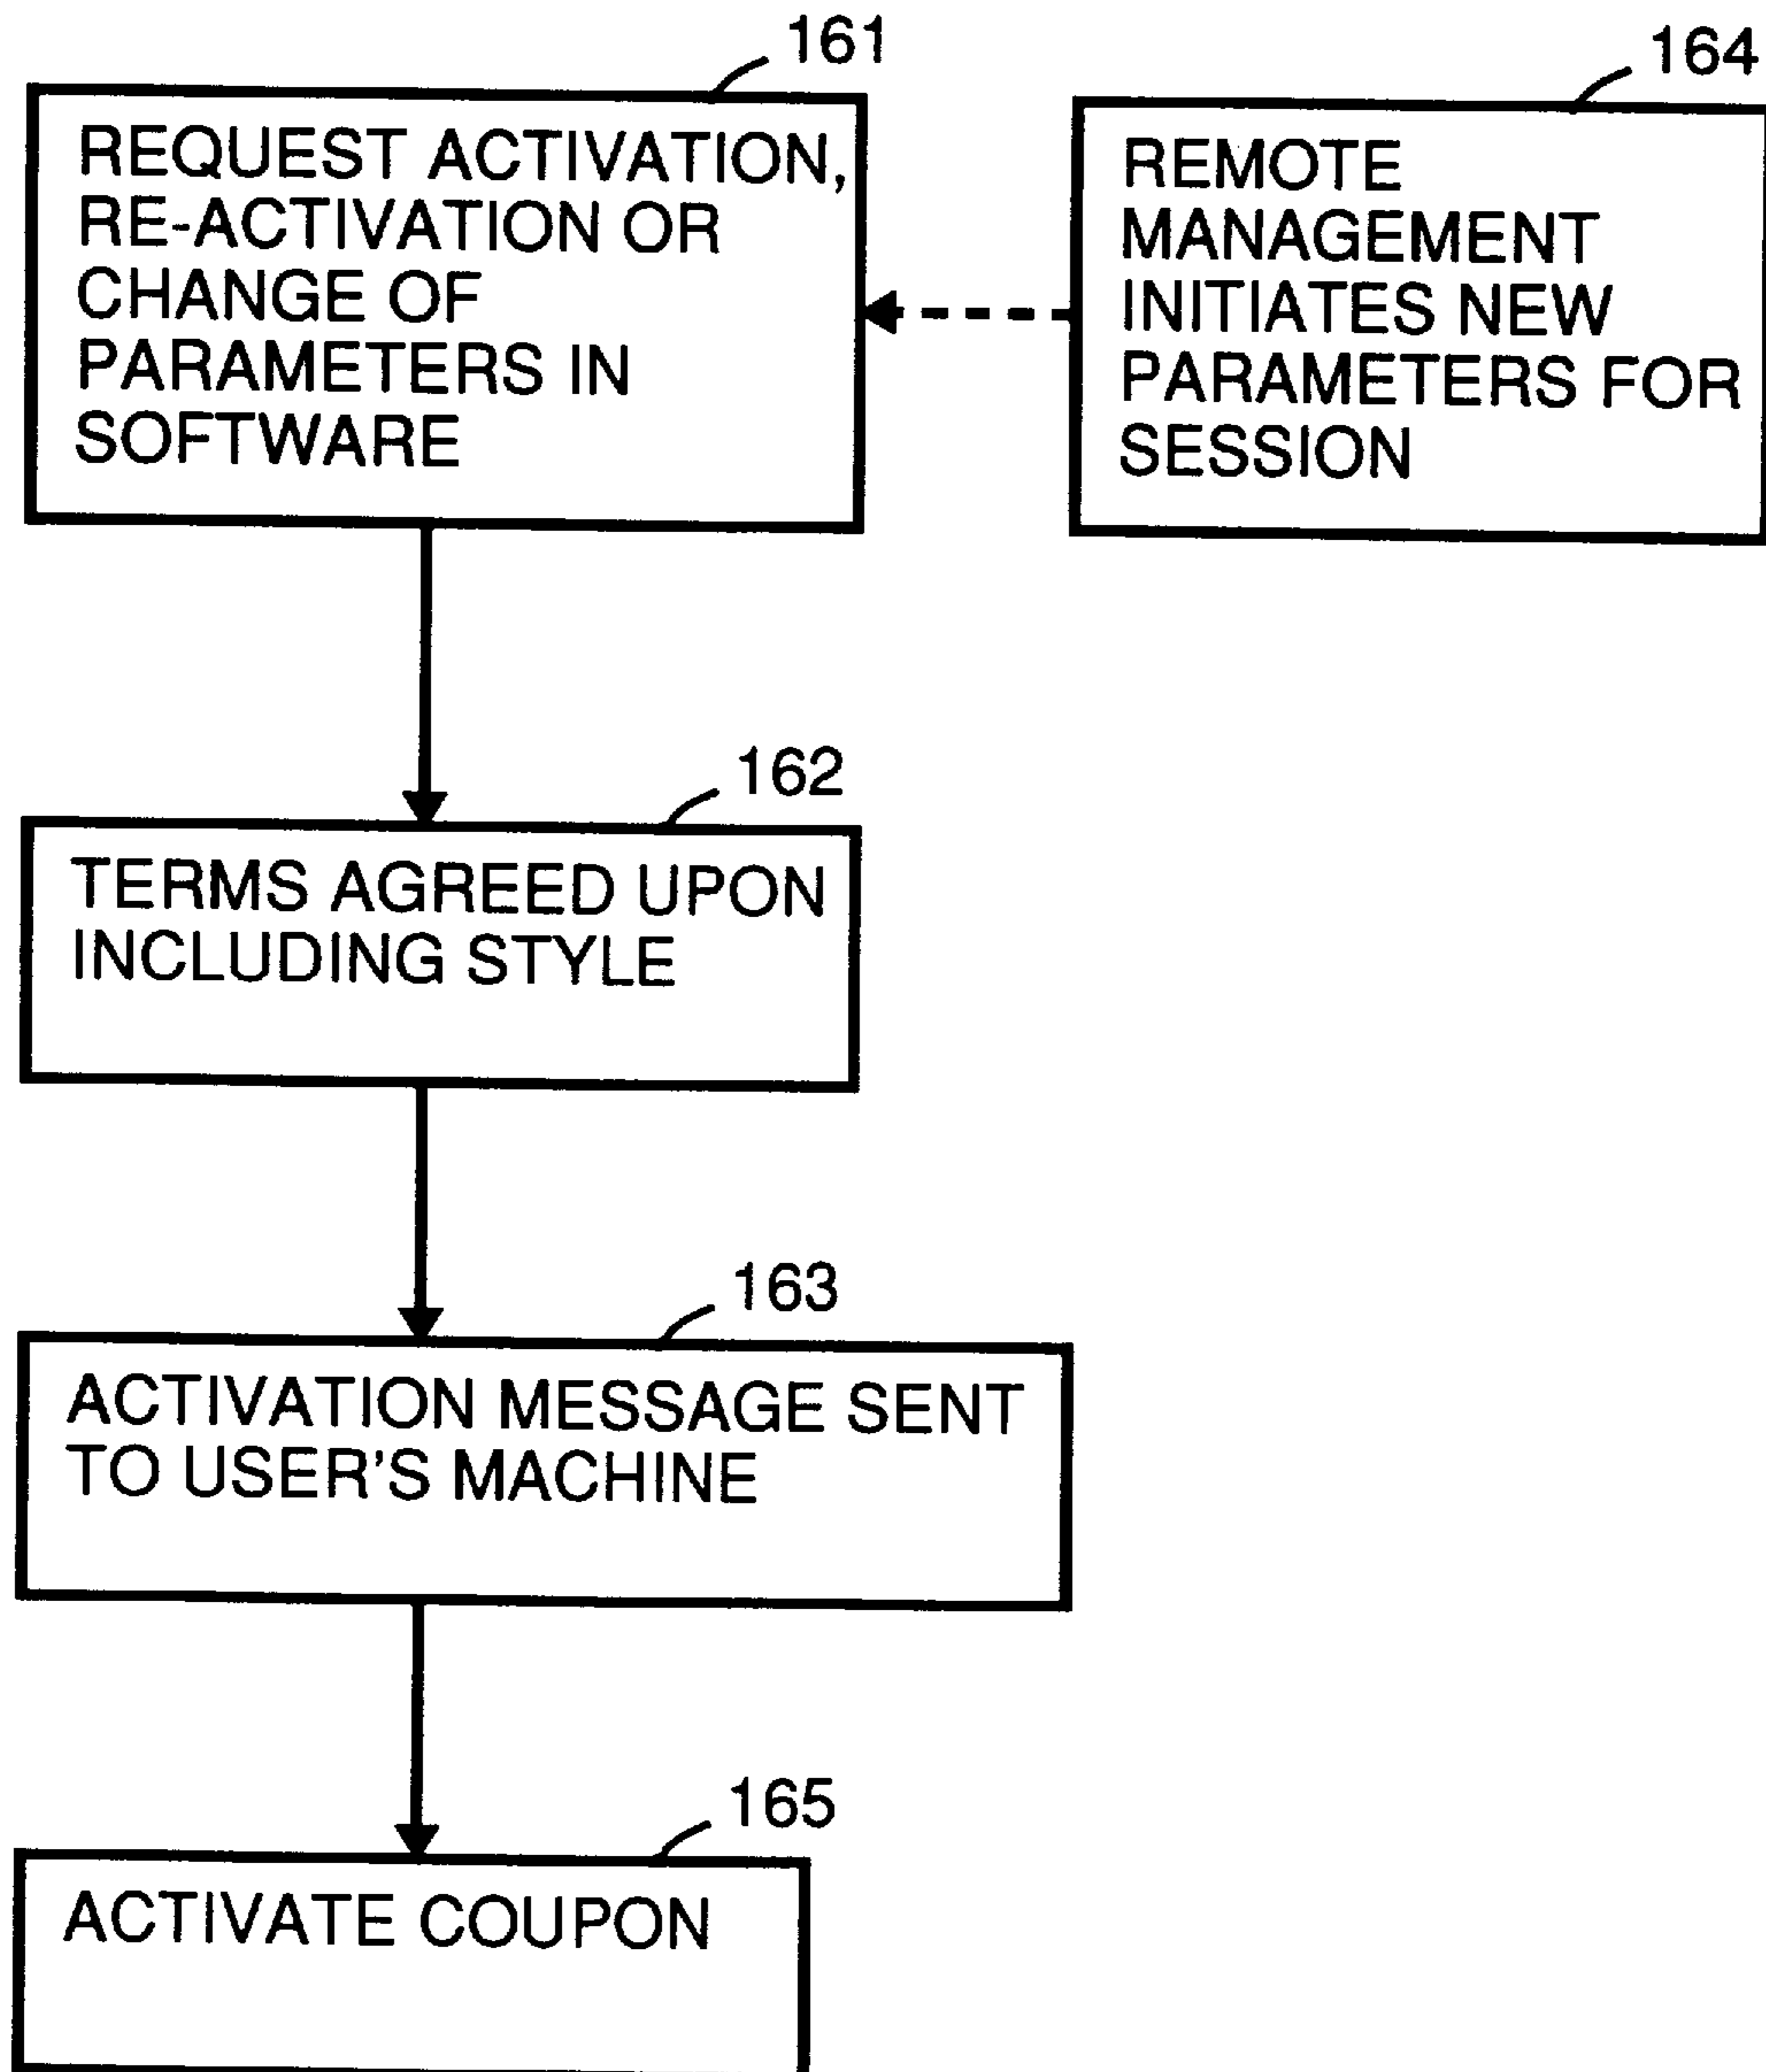 161
REQUEST ACTIVATION,
RE-ACTIVATION OR
CHANGE OF
PARAMETERS IN
SOFTWARE
164
REMOTE
MANAGEMENT
INITIATES NEW
PARAMETERS FOR
SESSION
162
TERMS AGREED UPON
INCLUDING STYLE
163
ACTIVATION MESSAGE SENT
TO USER'S MACHINE
165
ACTIVATE COUPON